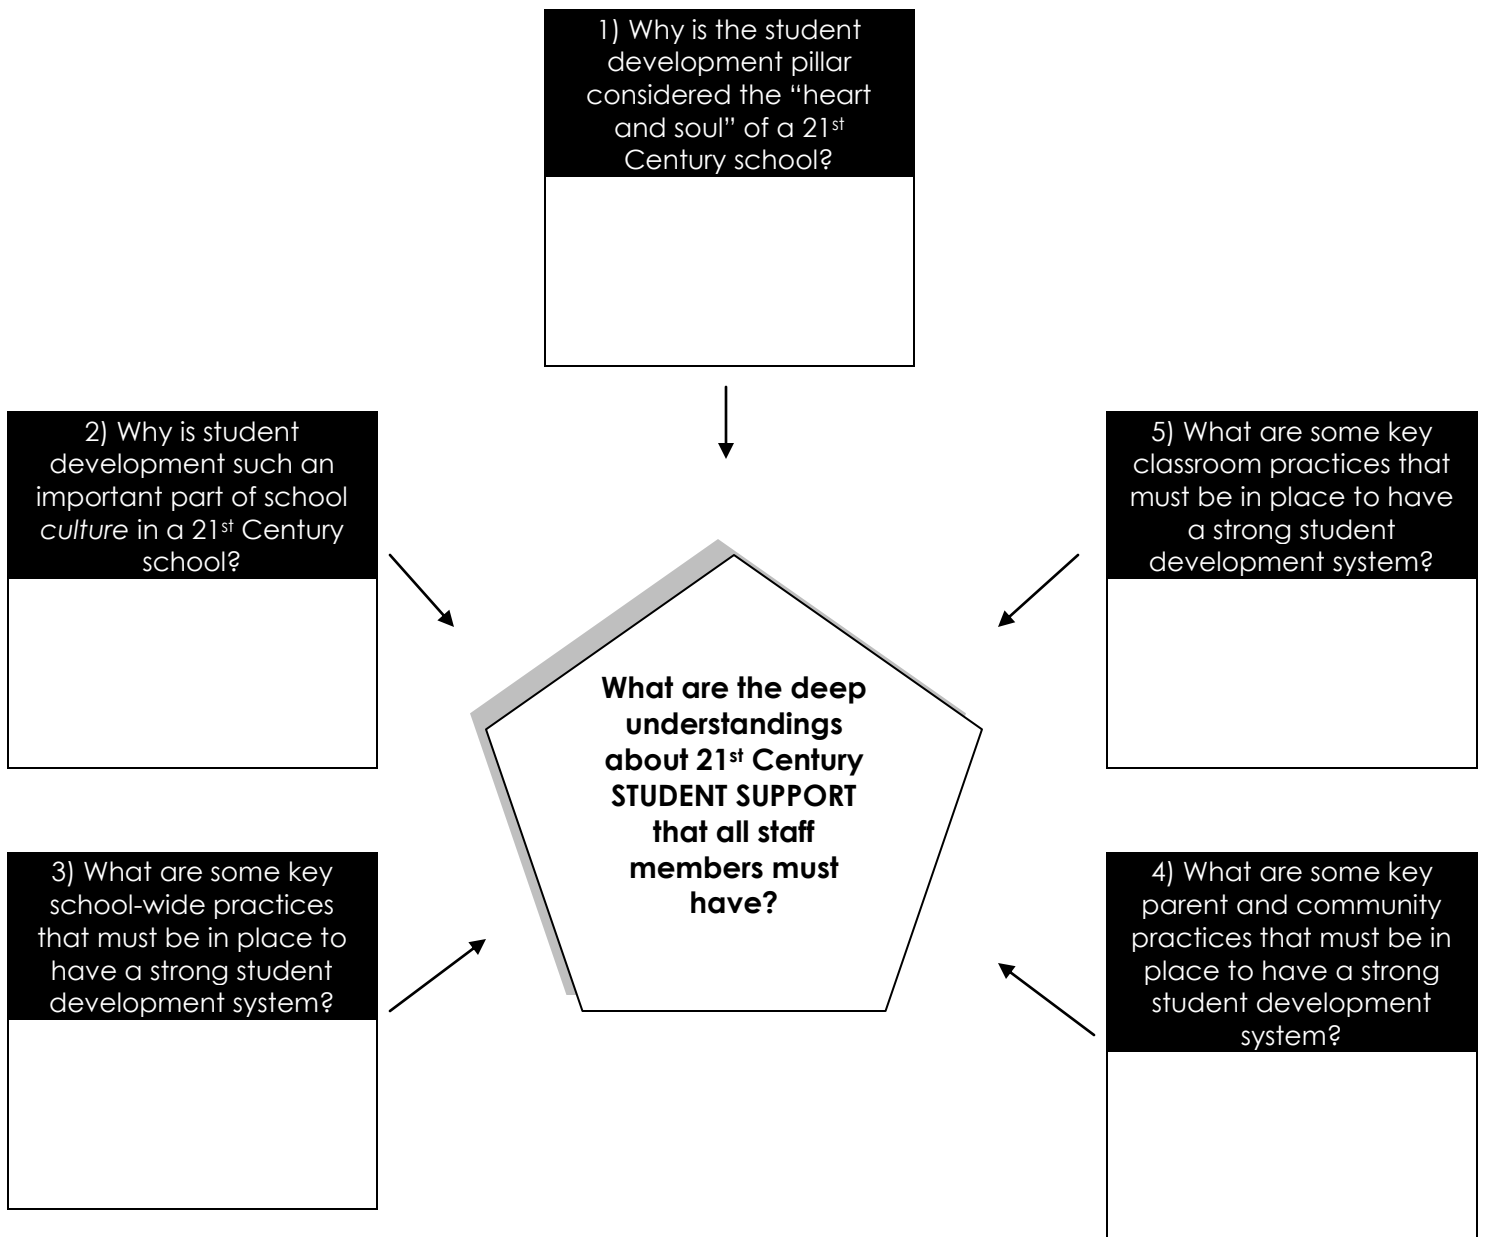 1) Why is the student
development pillar
considered the “heart
and soul” of a 21st
Century school?
2) Why is student
development such an
important part of school
culture in a 21st Century
school?
5) What are some key
classroom practices that
must be in place to have
a strong student
development system?
What are the deep
understandings
about 21st Century
STUDENT SUPPORT
that all staff
members must
have?
3) What are some key
school-wide practices
that must be in place to
have a strong student
development system?
4) What are some key
parent and community
practices that must be in
place to have a strong
student development
system?